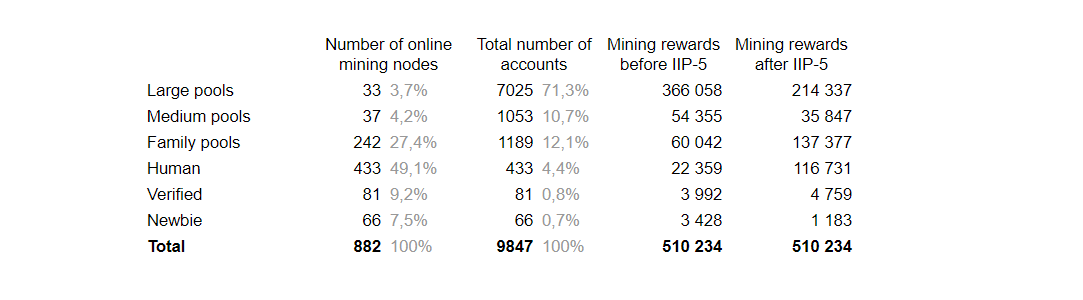 Number of online Total number of Mining rewards Mining rewards
mining nodes accounts before IIP-5 after IIP-5
Large pools 33 3,7% 7025 71,3% 366 058 214 337
Medium pools 37 4,2% 1053 10,7% 54 355 35 847
Family pools 242 27,4% 1189 12,1% 60 042 137 377
Human 433 49,1% 433 4,4% 22 359 116 731
Verified 81 9,2% 81 0,8% 3 992 4 759
Newbie 66 7,5% 66 0,7% 3 428 1 183
Total 882 100% 9847 100% 510 234 510 234